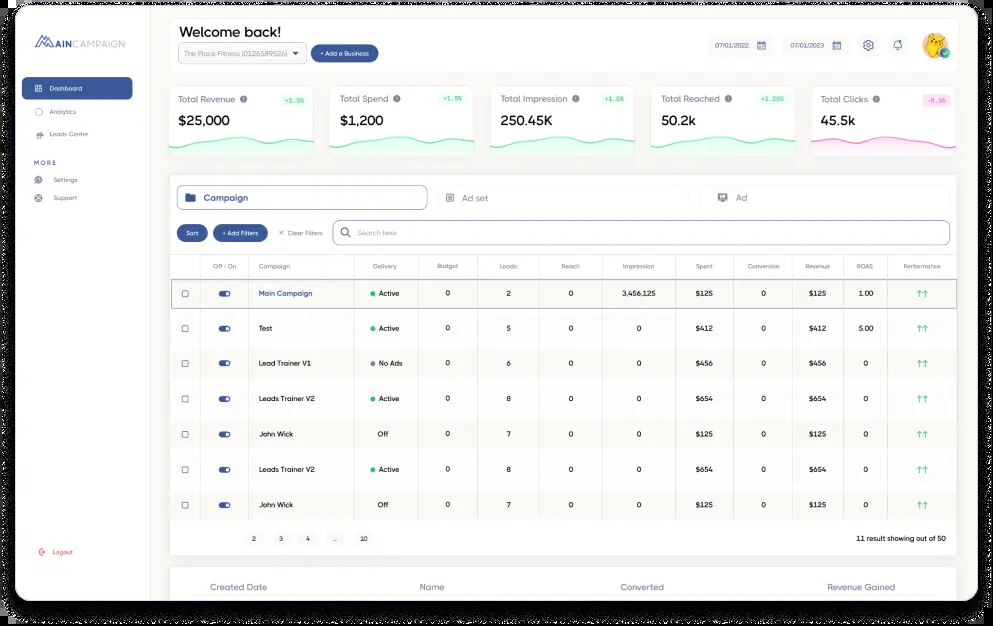 MAINCAMPAIGN
Dashboard
Analytics
Leads Center
MORE
Settings
Support
Logout
Welcome back!
The Place Fitness (0126589526)
+ Add a Business
07/01/2022
07/01/2023
Total Revenue
+1.5%
$25,000
Total Spend
+1.5%
$1,200
Total Impression
+1.5%
250.45K
Total Reached
+2.25%
50.2k
Total Clicks
-0.5%
45.5k
Campaign
Ad set
Ad
Sort
+ Add Filters
× Clear Filters
Search here
Off / On Campaign Delivery Budget Leads Reach Impression Spent Conversion Revenue ROAS Performance
Main Campaign Active 0 2 0 3,456,125 $125 0 $125 1.00
Test Active 0 5 0 0 $412 0 $412 5.00
Lead Trainer V1 No Ads 0 6 0 0 $456 0 $456 0
Leads Trainer V2 Active 0 8 0 0 $654 0 $654 0
John Wick Off 0 7 0 0 $125 0 $125 0
Leads Trainer V2 Active 0 8 0 0 $654 0 $654 0
John Wick Off 0 7 0 0 $125 0 $125 0
2 3 4 ... 10
11 result showing out of 50
Created Date Name Converted Revenue Gained